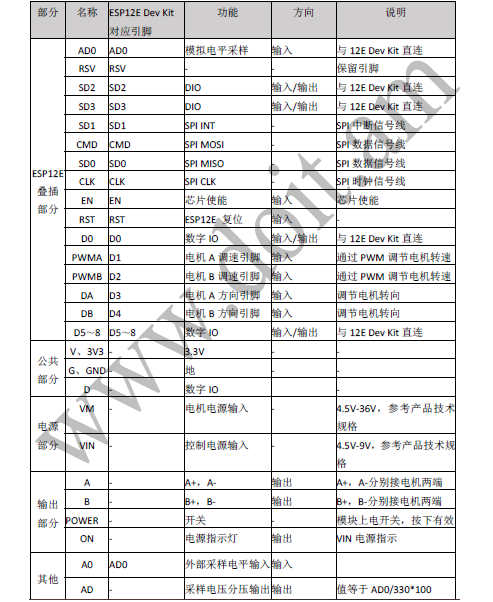 部分 名称 ESP12E Dev Kit 功能 方向 说明
对应引脚
AD0 AD0 模拟电平采样 输入 与 12E Dev Kit 直连
RSV RSV - - 保留引脚
SD2 SD2 DIO 输入/输出 与 12E Dev Kit 直连
SD3 SD3 DIO 输入/输出 与 12E Dev Kit 直连
SD1 SD1 SPI INT - SPI 中断信号线
CMD CMD SPI MOSI - SPI 数据信号线
ESP12E 叠插 部分 SD0 SD0 SPI MISO - SPI 数据信号线
CLK CLK SPI CLK - SPI 时钟信号线
EN EN 芯片使能 输入 芯片使能
RST RST ESP12E 复位 输入 -
D0 D0 数字 IO 输入/输出 与 12E Dev Kit 直连
PWMA D1 电机 A 调速引脚 输入 通过 PWM 调节电机转速
PWMB D2 电机 B 调速引脚 输入 通过 PWM 调节电机转速
DA D3 电机 A 方向引脚 输入 调节电机转向
DB D4 电机 B 方向引脚 输入 调节电机转向
D5～8 D5～8 数字 IO 输入/输出 与 12E Dev Kit 直连
公共 部分 V、3V3 - 3.3V - -
G、GND - 地 - -
D - 数字 IO - -
电源 部分 VM - 电机电源输入 - 4.5V-36V，参考产品技术
规格
VIN - 控制电源输入 - 4.5V-9V，参考产品技术规
格
输出 部分 A - A+，A- 输出 A+，A-分别接电机两端
B - B+，B- 输出 B+，B-分别接电机两端
POWER - 开关 - 模块上电开关，按下有效
ON - 电源指示灯 输出 VIN 电源指示
其他 A0 AD0 外部采样电平输入 输入
AD - 采样电压分压输出 输出 值等于 AD0/330*100
www.doit.am